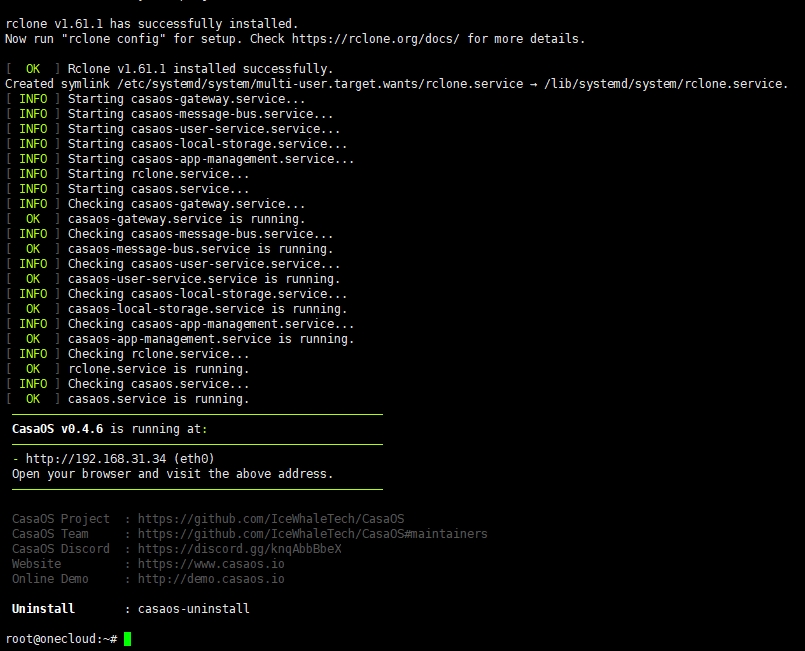 rclone v1.61.1 has successfully installed.
Now run "rclone config" for setup. Check https://rclone.org/docs/ for more details.
[  OK  ] Rclone v1.61.1 installed successfully.
Created symlink /etc/systemd/system/multi-user.target.wants/rclone.service → /lib/systemd/system/rclone.service.
[ INFO ] Starting casaos-gateway.service...
[ INFO ] Starting casaos-message-bus.service...
[ INFO ] Starting casaos-user-service.service...
[ INFO ] Starting casaos-local-storage.service...
[ INFO ] Starting casaos-app-management.service...
[ INFO ] Starting rclone.service...
[ INFO ] Starting casaos.service...
[ INFO ] Checking casaos-gateway.service...
[  OK  ] casaos-gateway.service is running.
[ INFO ] Checking casaos-message-bus.service...
[  OK  ] casaos-message-bus.service is running.
[ INFO ] Checking casaos-user-service.service...
[  OK  ] casaos-user-service.service is running.
[ INFO ] Checking casaos-local-storage.service...
[  OK  ] casaos-local-storage.service is running.
[ INFO ] Checking casaos-app-management.service...
[  OK  ] casaos-app-management.service is running.
[ INFO ] Checking rclone.service...
[  OK  ] rclone.service is running.
[ INFO ] Checking casaos.service...
[  OK  ] casaos.service is running.
CasaOS v0.4.6 is running at:
- http://192.168.31.34 (eth0)
Open your browser and visit the above address.
CasaOS Project  : https://github.com/IceWhaleTech/CasaOS
CasaOS Team     : https://github.com/IceWhaleTech/CasaOS#maintainers
CasaOS Discord  : https://discord.gg/knqAbbBbeX
Website         : https://www.casaos.io
Online Demo     : http://demo.casaos.io
Uninstall       : casaos-uninstall
root@onecloud:~#